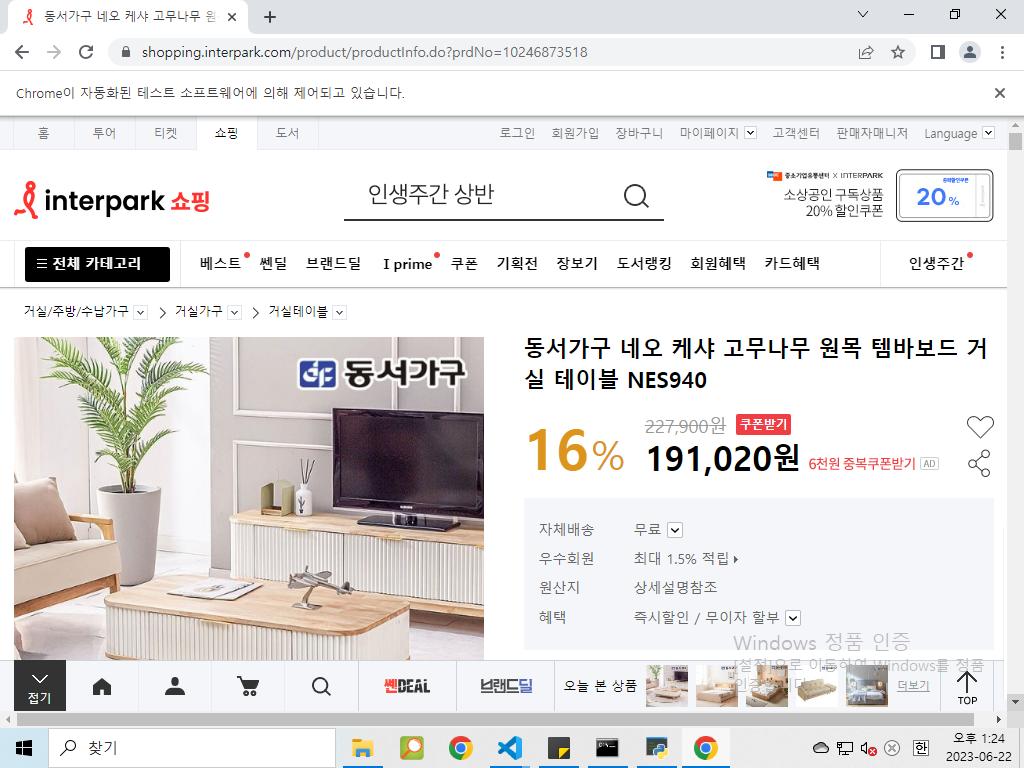 동서가구 네오 케샤 고무나무 원
shopping.interpark.com/product/productInfo.do?prdNo=10246873518
Chrome이 자동화된 테스트 소프트웨어에 의해 제어되고 있습니다.
홈 투어 티켓 쇼핑 도서 로그인 회원가입 장바구니 마이페이지 고객센터 판매자매니저 Language
interpark 쇼핑
인생주간 상반
중소기업유통센터 X INTERPARK
소상공인 구독상품
20% 할인쿠폰
20%
전체 카테고리 베스트 쎈딜 브랜드딜 I prime 쿠폰 기획전 장보기 도서랭킹 회원혜택 카드혜택 인생주간
거실/주방/수납가구 거실가구 거실테이블
동서가구
동서가구 네오 케샤 고무나무 원목 템바보드 거
실 테이블 NES940
227,900원 쿠폰받기
16% 191,020원 6천원 중복쿠폰받기 AD
자체배송 무료
우수회원 최대 1.5% 적립
원산지 상세설명참조
혜택 즉시할인 / 무이자 할부
Windows 정품 인증
[설정]으로 이동하여 Windows를 정품
접기 쎈DEAL 브랜드딜 오늘 본 상품 더보기 TOP
찾기
한
오후 1:24
2023-06-22